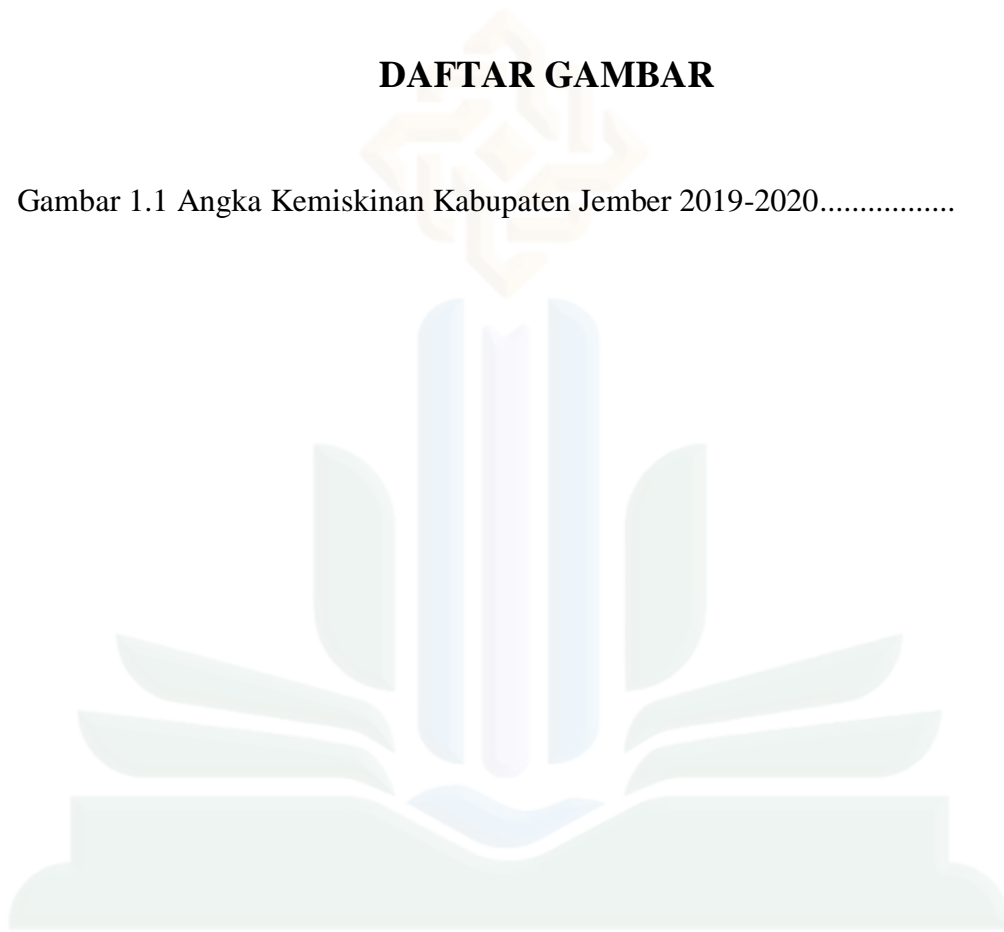 DAFTAR GAMBAR
Gambar 1.1 Angka Kemiskinan Kabupaten Jember 2019-2020.................